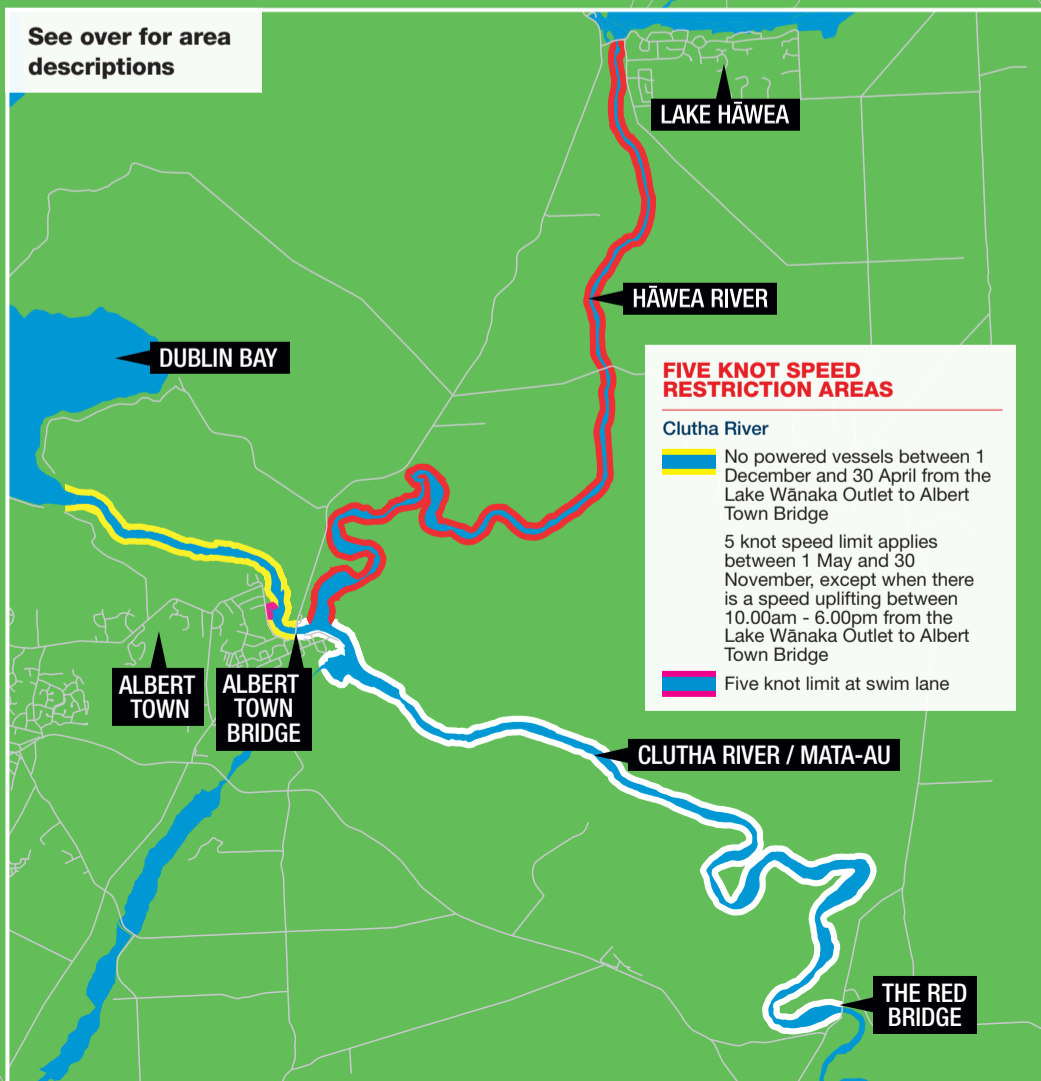 See over for area
descriptions
LAKE HĀWEA
HĀWEA RIVER
DUBLIN BAY
FIVE KNOT SPEED
RESTRICTION AREAS
Clutha River
No powered vessels between 1
December and 30 April from the
Lake Wānaka Outlet to Albert
Town Bridge
5 knot speed limit applies
between 1 May and 30
November, except when there
is a speed uplifting between
10.00am - 6.00pm from the
Lake Wānaka Outlet to Albert
Town Bridge
Five knot limit at swim lane
ALBERT
TOWN
ALBERT
TOWN
BRIDGE
CLUTHA RIVER / MATA-AU
THE RED
BRIDGE